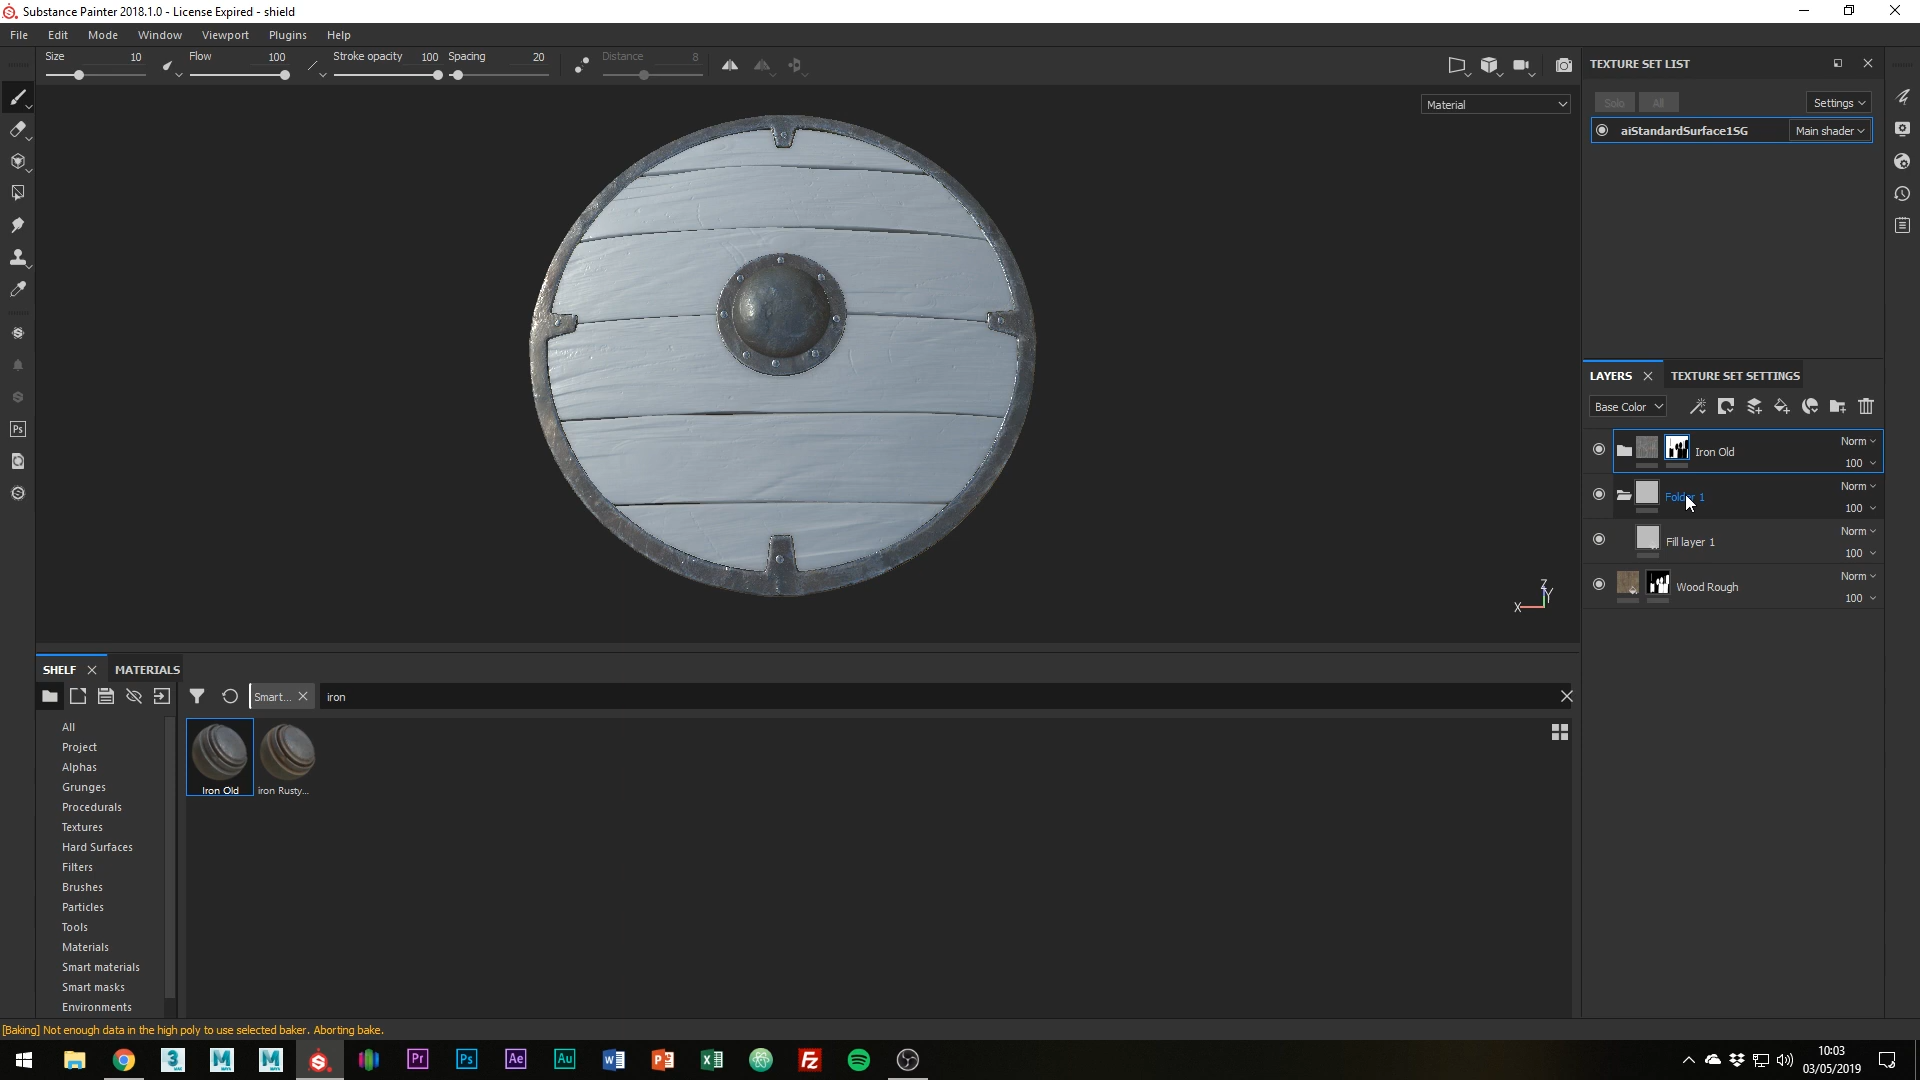 Substance Painter 2018.1.0 - License Expired - shield
File Edit Mode Window Viewport Plugins Help
Size 10 Flow 100 Stroke opacity 100 Spacing 20 Distance 8
Material
TEXTURE SET LIST
Solo All Settings
aiStandardSurface1SG Main shader
LAYERS TEXTURE SET SETTINGS
Base Color
Norm
Iron Old
100
Norm
Folder 1
100
Norm
Fill layer 1
100
Norm
Wood Rough
100
Z
Y
X
SHELF MATERIALS
Smart... iron
All
Project
Alphas
Grunges
Procedurals
Textures
Hard Surfaces
Filters
Brushes
Particles
Tools
Materials
Smart materials
Smart masks
Environments
Iron Old iron Rusty...
[Baking] Not enough data in the high poly to use selected baker. Aborting bake.
10:03
03/05/2019